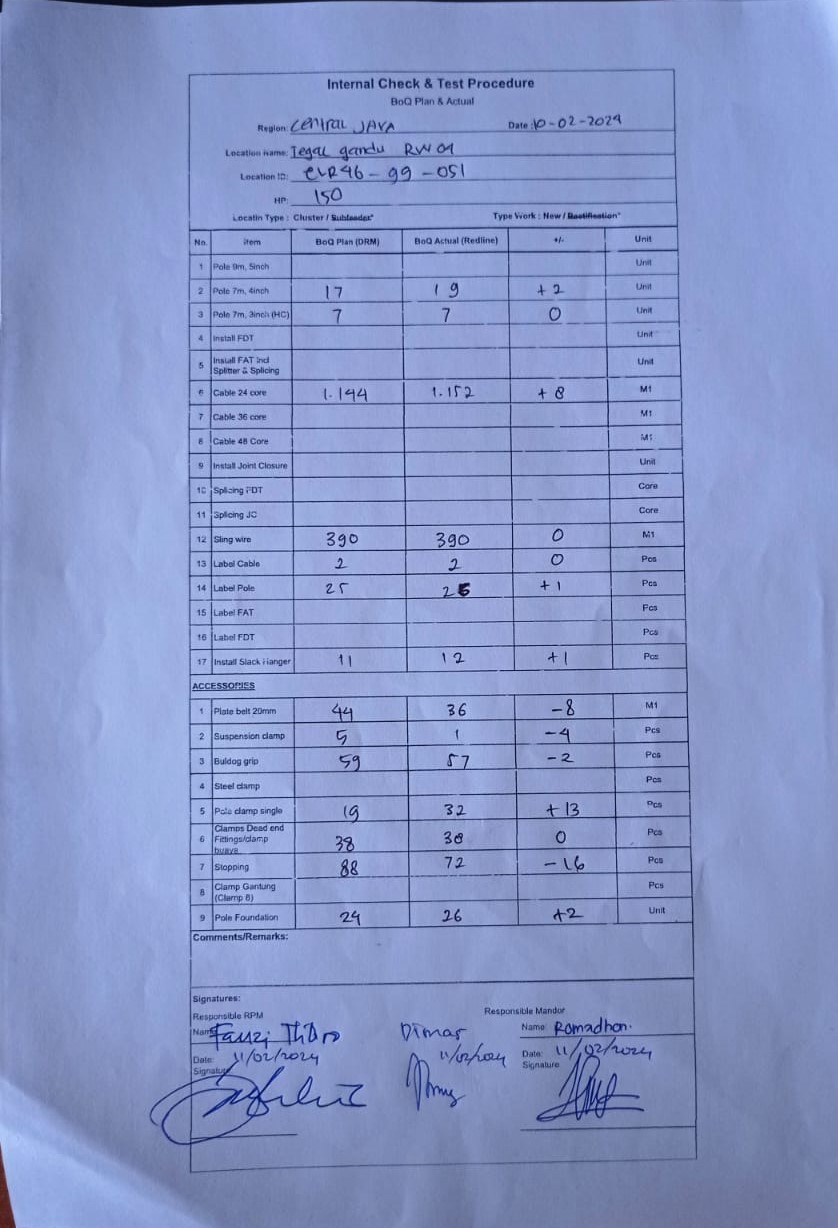 Internal Check & Test Procedure
BoQ Plan & Actual
Region: CENTRAL JAVA Date: 10-02-2024
Location Name: Tegal gandu RW 01
Location ID: CLR46-99-051
HP: 150
Locatin Type : Cluster / Subfeeder* Type Work : New / Rectification*
No. Item BoQ Plan (DRM) BoQ Actual (Redline) +/- Unit
1 Pole 9m, 5inch Unit
2 Pole 7m, 4inch 17 19 +2 Unit
3 Pole 7m, 3inch (HC) 7 7 0 Unit
4 Install FDT Unit
5 Install FAT incl Splitter & Splicing Unit
6 Cable 24 core 1.144 1.152 +8 M1
7 Cable 36 core M1
8 Cable 48 Core M1
9 Install Joint Closure Unit
10 Splicing FDT Core
11 Splicing JC Core
12 Sling wire 390 390 0 M1
13 Label Cable 2 2 0 Pcs
14 Label Pole 25 26 +1 Pcs
15 Label FAT Pcs
16 Label FDT Pcs
17 Install Slack Hanger 11 12 +1 Pcs
ACCESSORIES
1 Plate belt 20mm 44 36 -8 M1
2 Suspension clamp 5 1 -4 Pcs
3 Buldog grip 59 57 -2 Pcs
4 Steel clamp Pcs
5 Pole clamp single 19 32 +13 Pcs
6 Clamps Dead end Fittings/clamp buaya 38 38 0 Pcs
7 Stopping 88 72 -16 Pcs
8 Clamp Gantung (Clamp 8) Pcs
9 Pole Foundation 24 26 +2 Unit
Comments/Remarks:
Signatures:
Responsible RPM Responsible Mandor
Name Dimas Name: Romadhon.
Date: 11/02/2024 11/02/2024 Date: 11/02/2024
Signature Signature